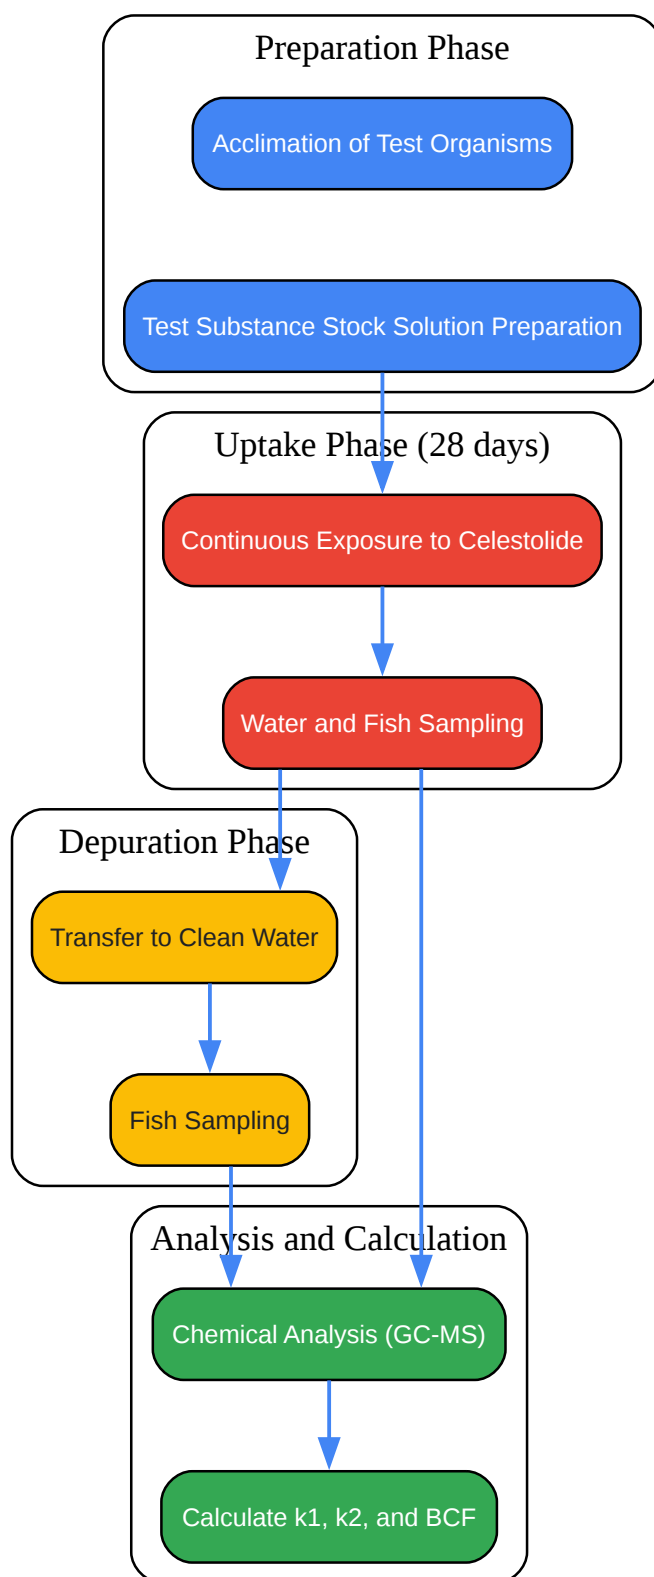 Preparation Phase
Acclimation of Test Organisms
Test Substance Stock Solution Preparation
Uptake Phase (28 days)
Continuous Exposure to Celestolide
Water and Fish Sampling
Depuration Phase
Transfer to Clean Water
Fish Sampling
Analysis and Calculation
Chemical Analysis (GC-MS)
Calculate k1, k2, and BCF